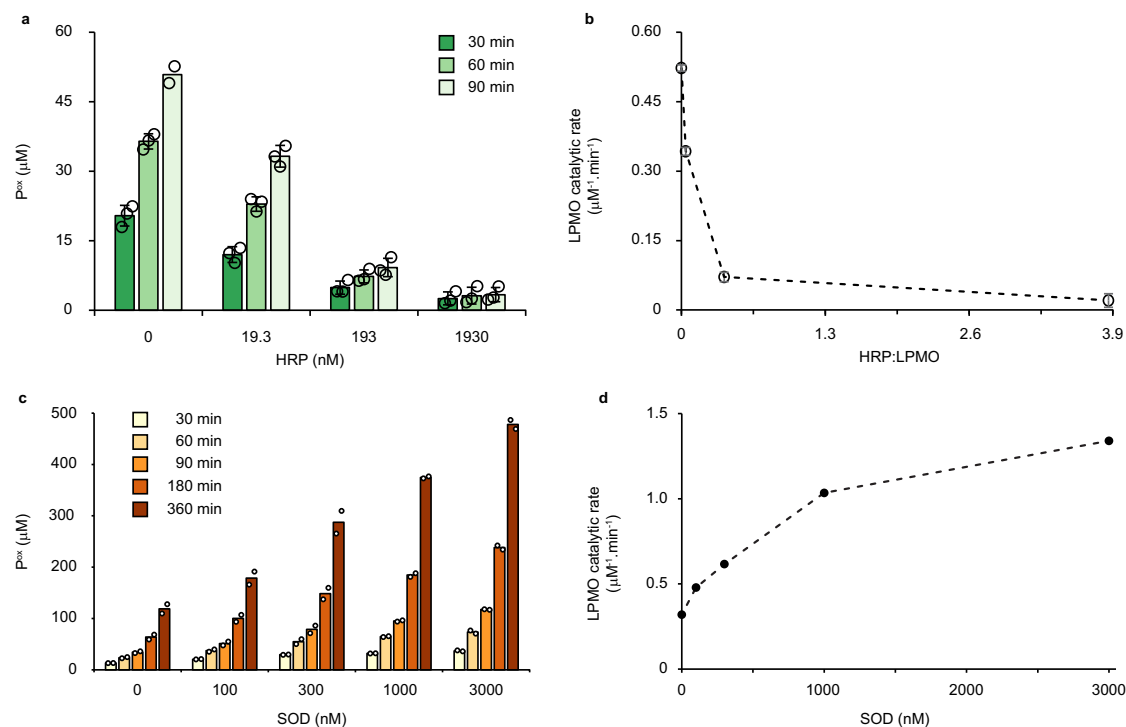 a
60
45
30
15
0
Pᵒˣ (µM)
30 min
60 min
90 min
0 19.3 193 1930
HRP (nM)
b
0.60
0.45
0.30
0.15
0
LPMO catalytic rate
(µM⁻¹.min⁻¹)
0 1.3 2.6 3.9
HRP:LPMO
c
500
400
300
200
100
0
Pᵒˣ (µM)
30 min
60 min
90 min
180 min
360 min
0 100 300 1000 3000
SOD (nM)
d
1.5
1.0
0.5
0
LPMO catalytic rate
(µM⁻¹.min⁻¹)
0 1000 2000 3000
SOD (nM)